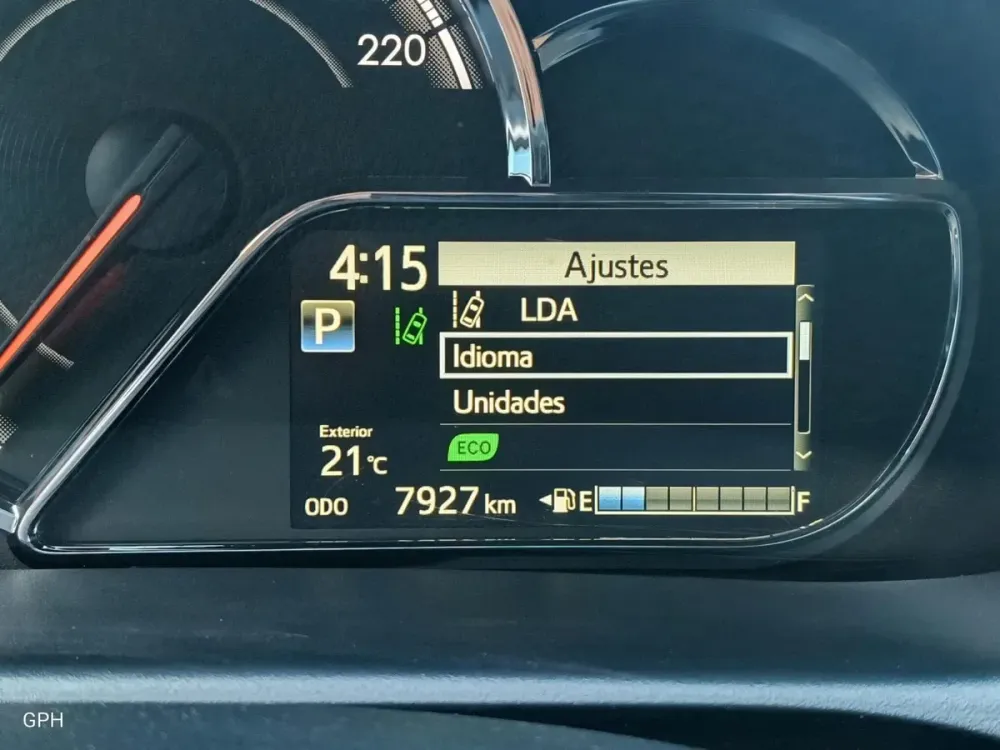 220
4:15
Ajustes
P
LDA
Idioma
Unidades
Exterior
21°C
ECO
ODO 7927 km
E F
GPH